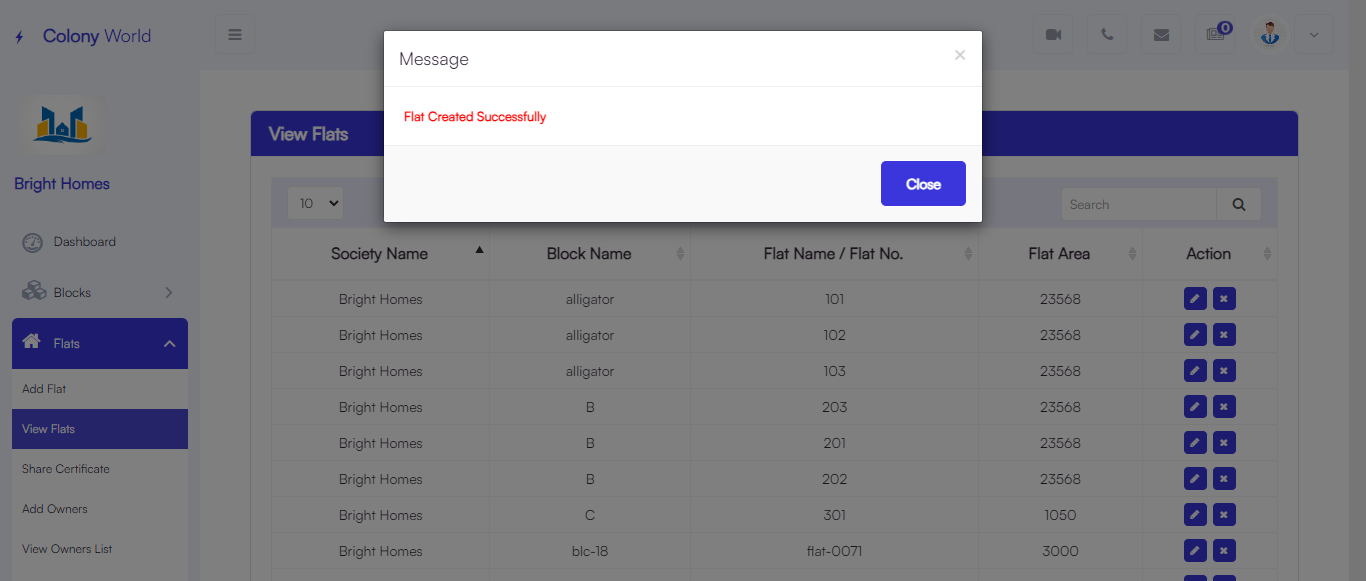 Colony World
0
Message
×
Flat Created Successfully
Close
Bright Homes
Dashboard
Blocks
Flats
Add Flat
View Flats
Share Certificate
Add Owners
View Owners List
View Flats
10
Search
Society Name Block Name Flat Name / Flat No. Flat Area Action
Bright Homes alligator 101 23568
Bright Homes alligator 102 23568
Bright Homes alligator 103 23568
Bright Homes B 203 23568
Bright Homes B 201 23568
Bright Homes B 202 23568
Bright Homes C 301 1050
Bright Homes blc-18 flat-0071 3000